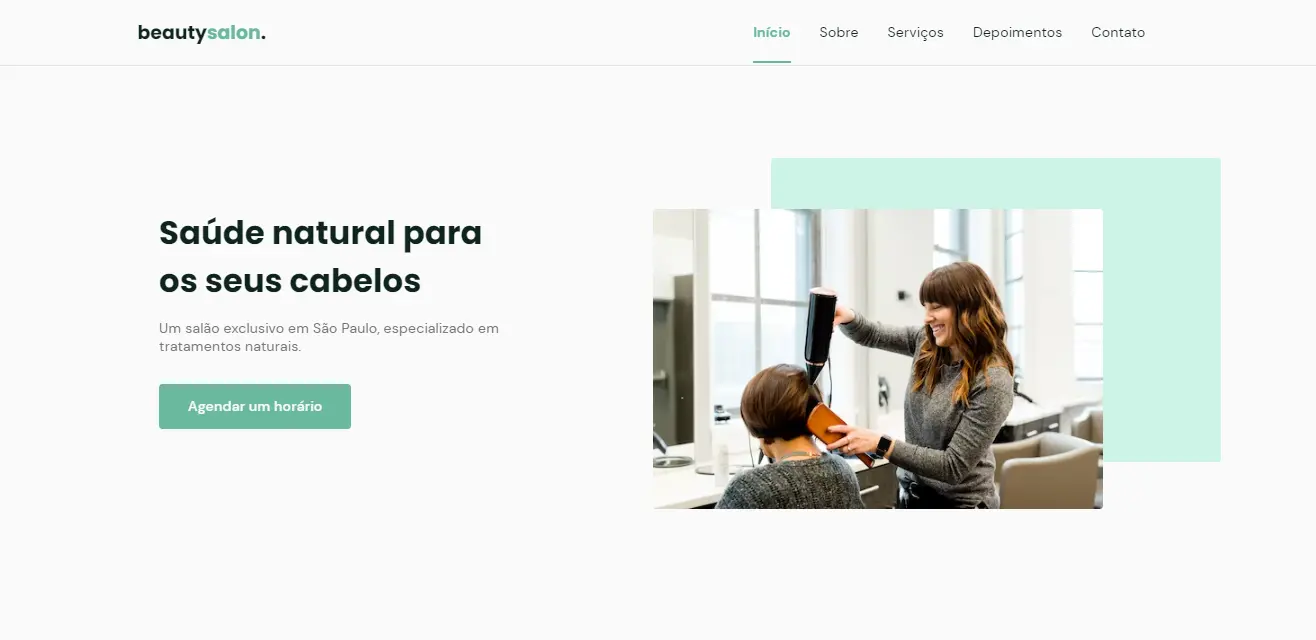 beautysalon.
Início Sobre Serviços Depoimentos Contato
Saúde natural para
os seus cabelos
Um salão exclusivo em São Paulo, especializado em
tratamentos naturais.
Agendar um horário